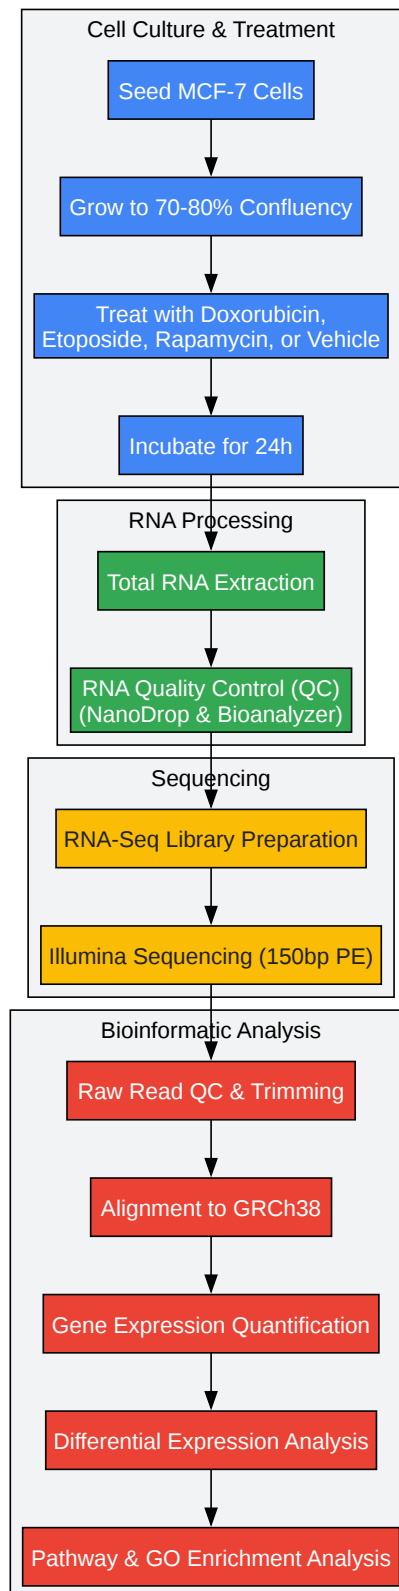 Cell Culture & Treatment
Seed MCF-7 Cells
Grow to 70-80% Confluency
Treat with Doxorubicin,
Etoposide, Rapamycin, or Vehicle
Incubate for 24h
RNA Processing
Total RNA Extraction
RNA Quality Control (QC)
(NanoDrop & Bioanalyzer)
Sequencing
RNA-Seq Library Preparation
Illumina Sequencing (150bp PE)
Bioinformatic Analysis
Raw Read QC & Trimming
Alignment to GRCh38
Gene Expression Quantification
Differential Expression Analysis
Pathway & GO Enrichment Analysis